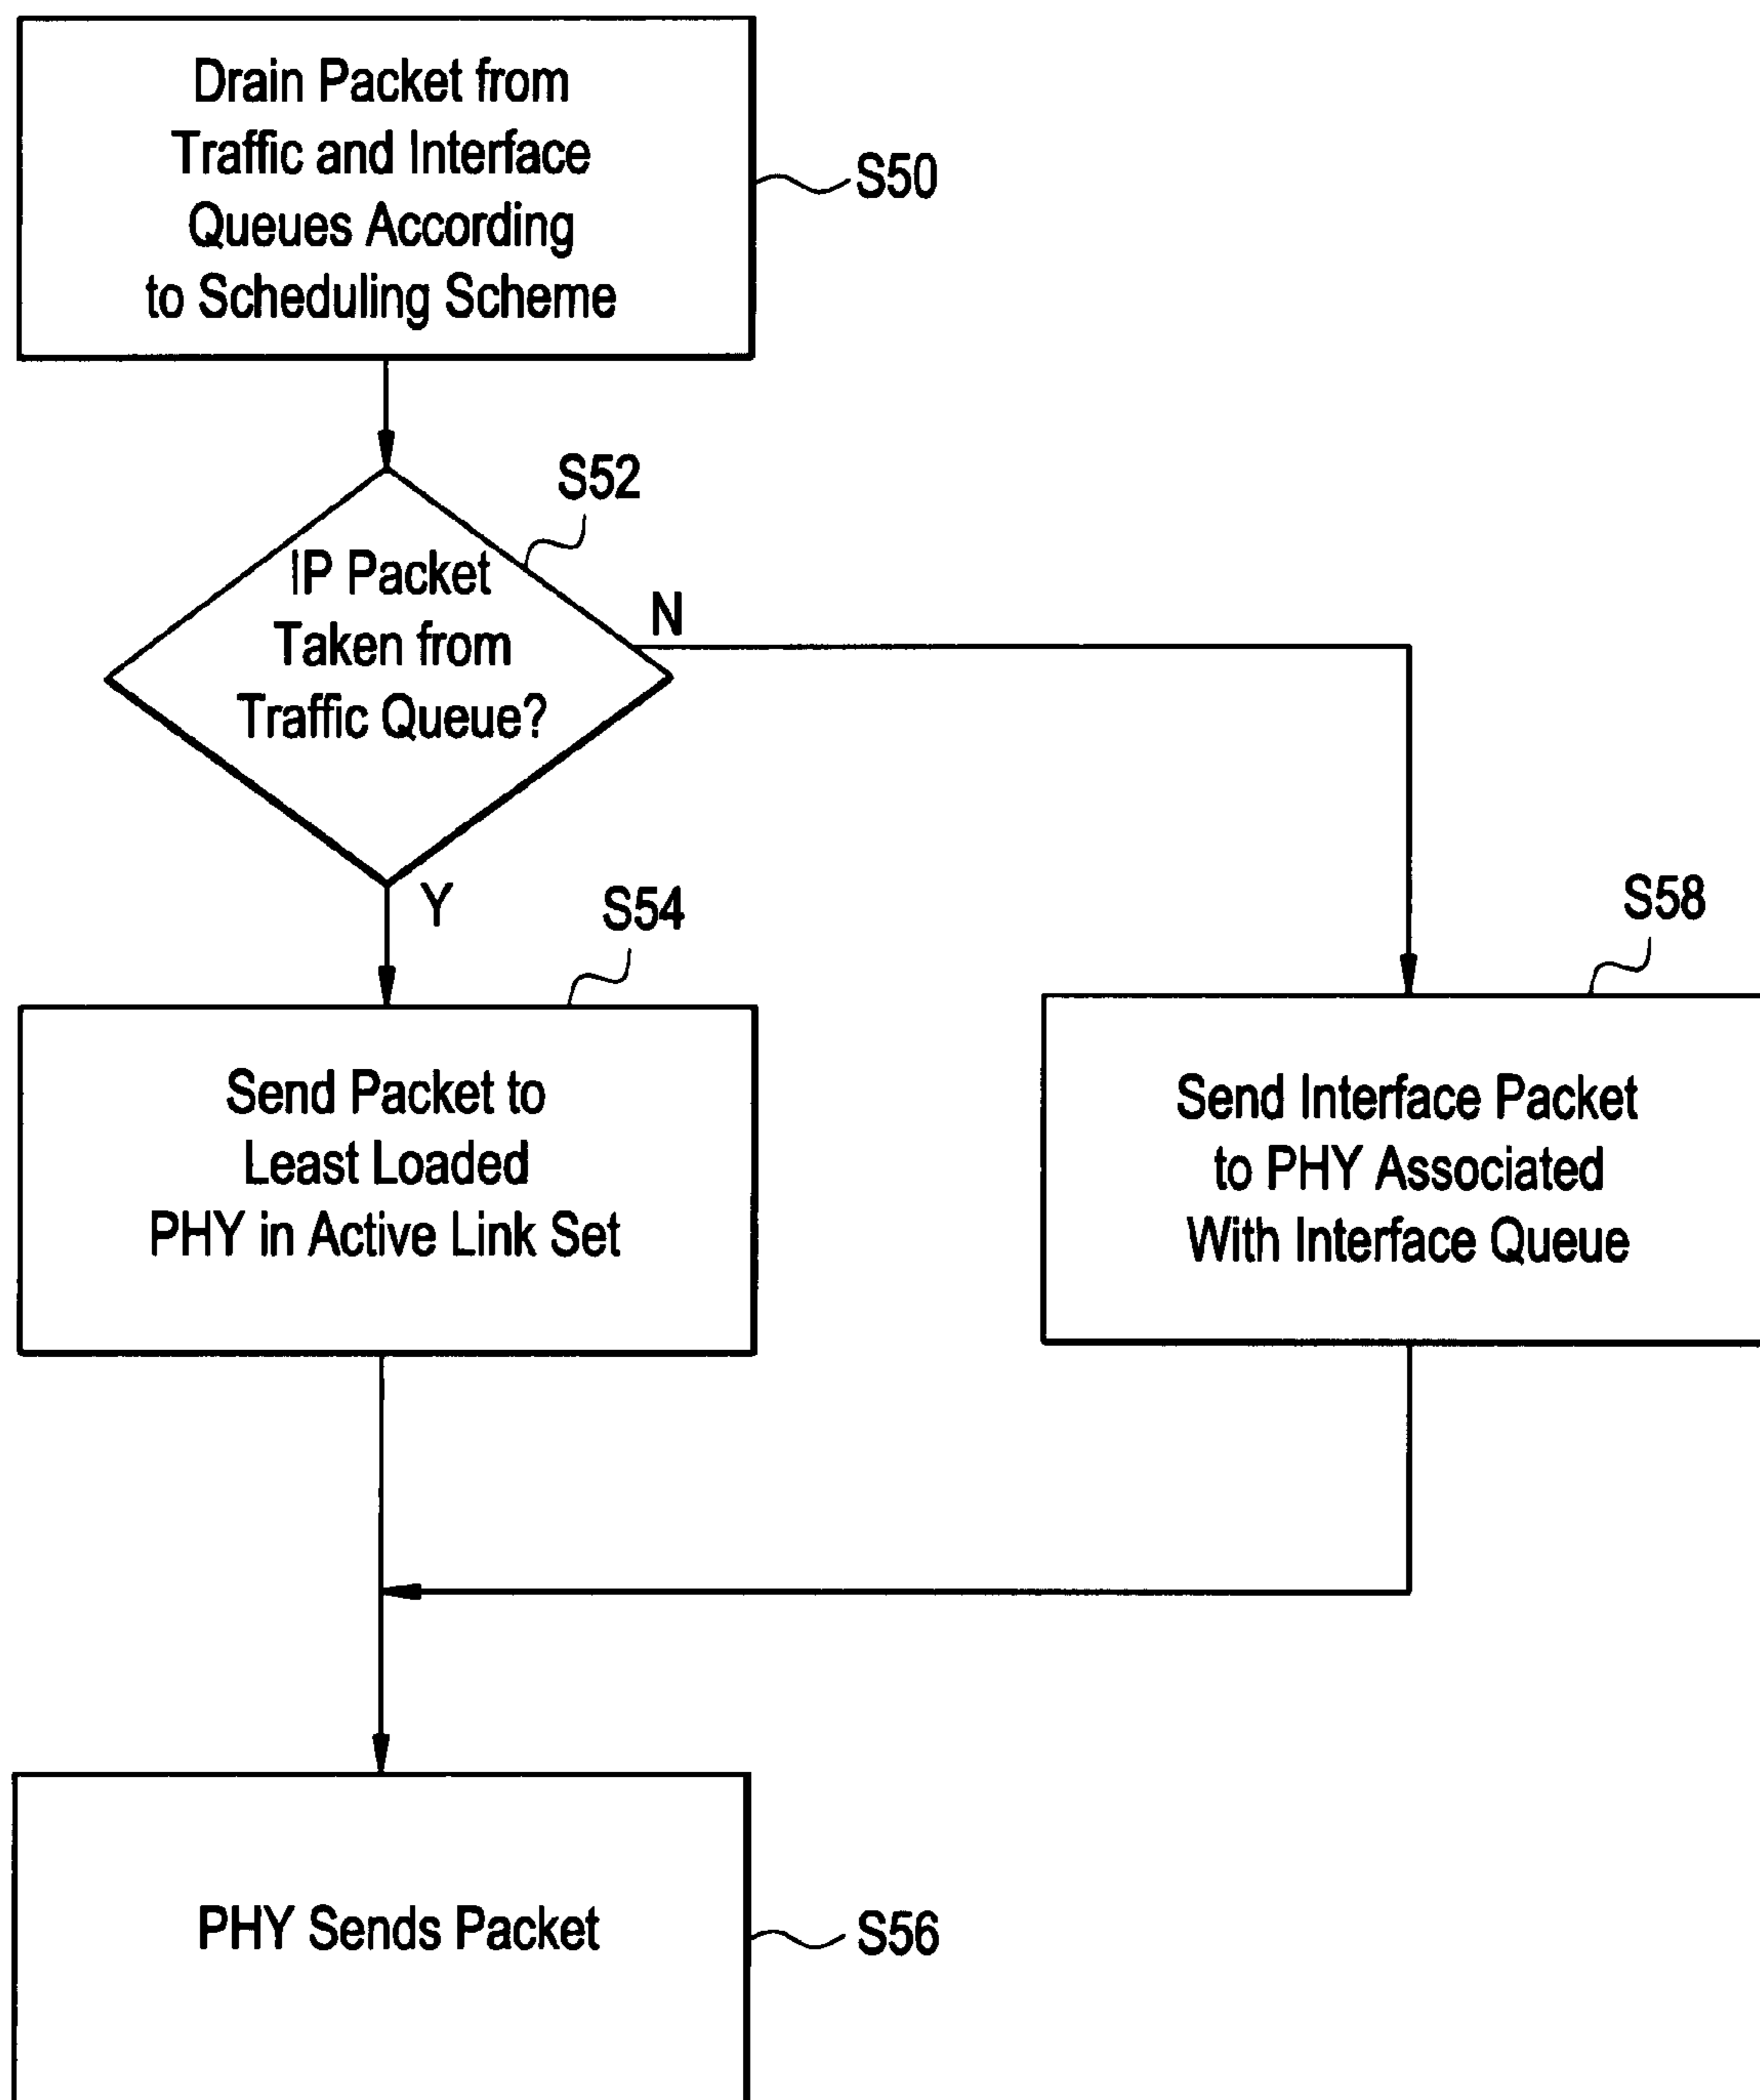 Drain Packet from
Traffic and Interface
Queues According
to Scheduling Scheme
S50
S52
IP Packet
Taken from
Traffic Queue?
N
Y
S54
S58
Send Packet to
Least Loaded
PHY in Active Link Set
Send Interface Packet
to PHY Associated
With Interface Queue
PHY Sends Packet
S56